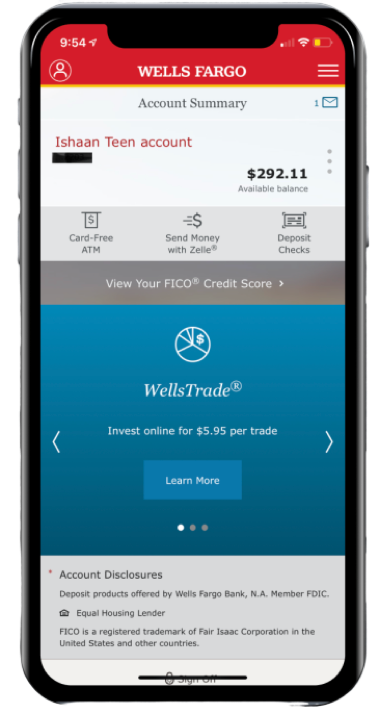 9:54
WELLS FARGO
Account Summary
1
Ishaan Teen account
$292.11
Available balance
Card-Free
ATM
Send Money
with Zelle®
Deposit
Checks
View Your FICO® Credit Score >
WellsTrade®
Invest online for $5.95 per trade
Learn More
* Account Disclosures
Deposit products offered by Wells Fargo Bank, N.A. Member FDIC.
Equal Housing Lender
FICO is a registered trademark of Fair Isaac Corporation in the
United States and other countries.
Sign Off